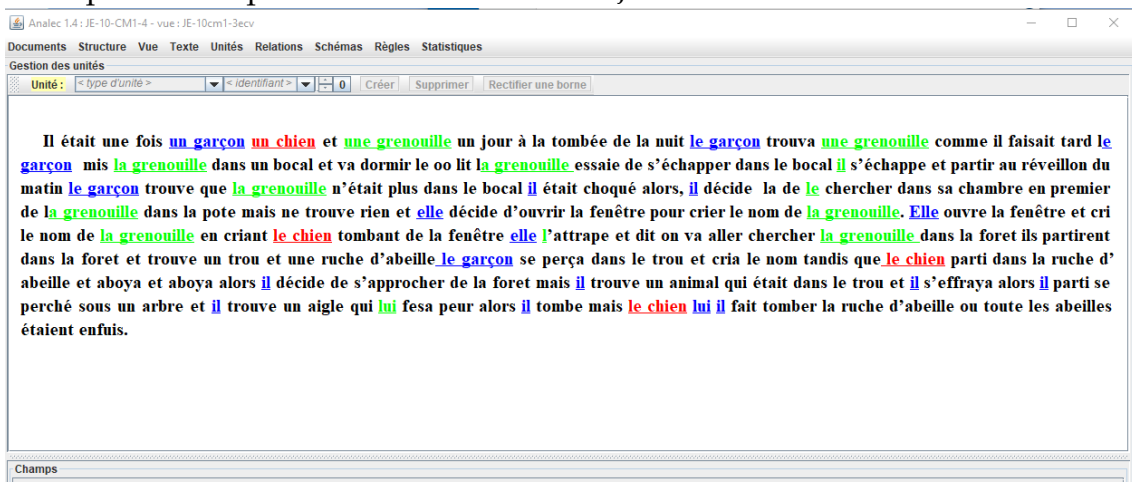 Analec 1.4 : JE-10-CM1-4 - vue : JE-10cm1-3ecv
Documents Structure Vue Texte Unités Relations Schémas Règles Statistiques
Gestion des unités
Unité : < type d'unité > < identifiant > 0 Créer Supprimer Rectifier une borne
Il était une fois un garçon un chien et une grenouille un jour à la tombée de la nuit le garçon trouva une grenouille comme il faisait tard le
garçon mis la grenouille dans un bocal et va dormir le oo lit la grenouille essaie de s’échapper dans le bocal il s’échappe et partir au réveillon du
matin le garçon trouve que la grenouille n’était plus dans le bocal il était choqué alors, il décide la de le chercher dans sa chambre en premier
de la grenouille dans la pote mais ne trouve rien et elle décide d’ouvrir la fenêtre pour crier le nom de la grenouille. Elle ouvre la fenêtre et cri
le nom de la grenouille en criant le chien tombant de la fenêtre elle l’attrape et dit on va aller chercher la grenouille dans la foret ils partirent
dans la foret et trouve un trou et une ruche d’abeille le garçon se perça dans le trou et cria le nom tandis que le chien parti dans la ruche d’
abeille et aboya et aboya alors il décide de s’approcher de la foret mais il trouve un animal qui était dans le trou et il s’effraya alors il parti se
perché sous un arbre et il trouve un aigle qui lui fesa peur alors il tombe mais le chien lui il fait tomber la ruche d’abeille ou toute les abeilles
étaient enfuis.
Champs